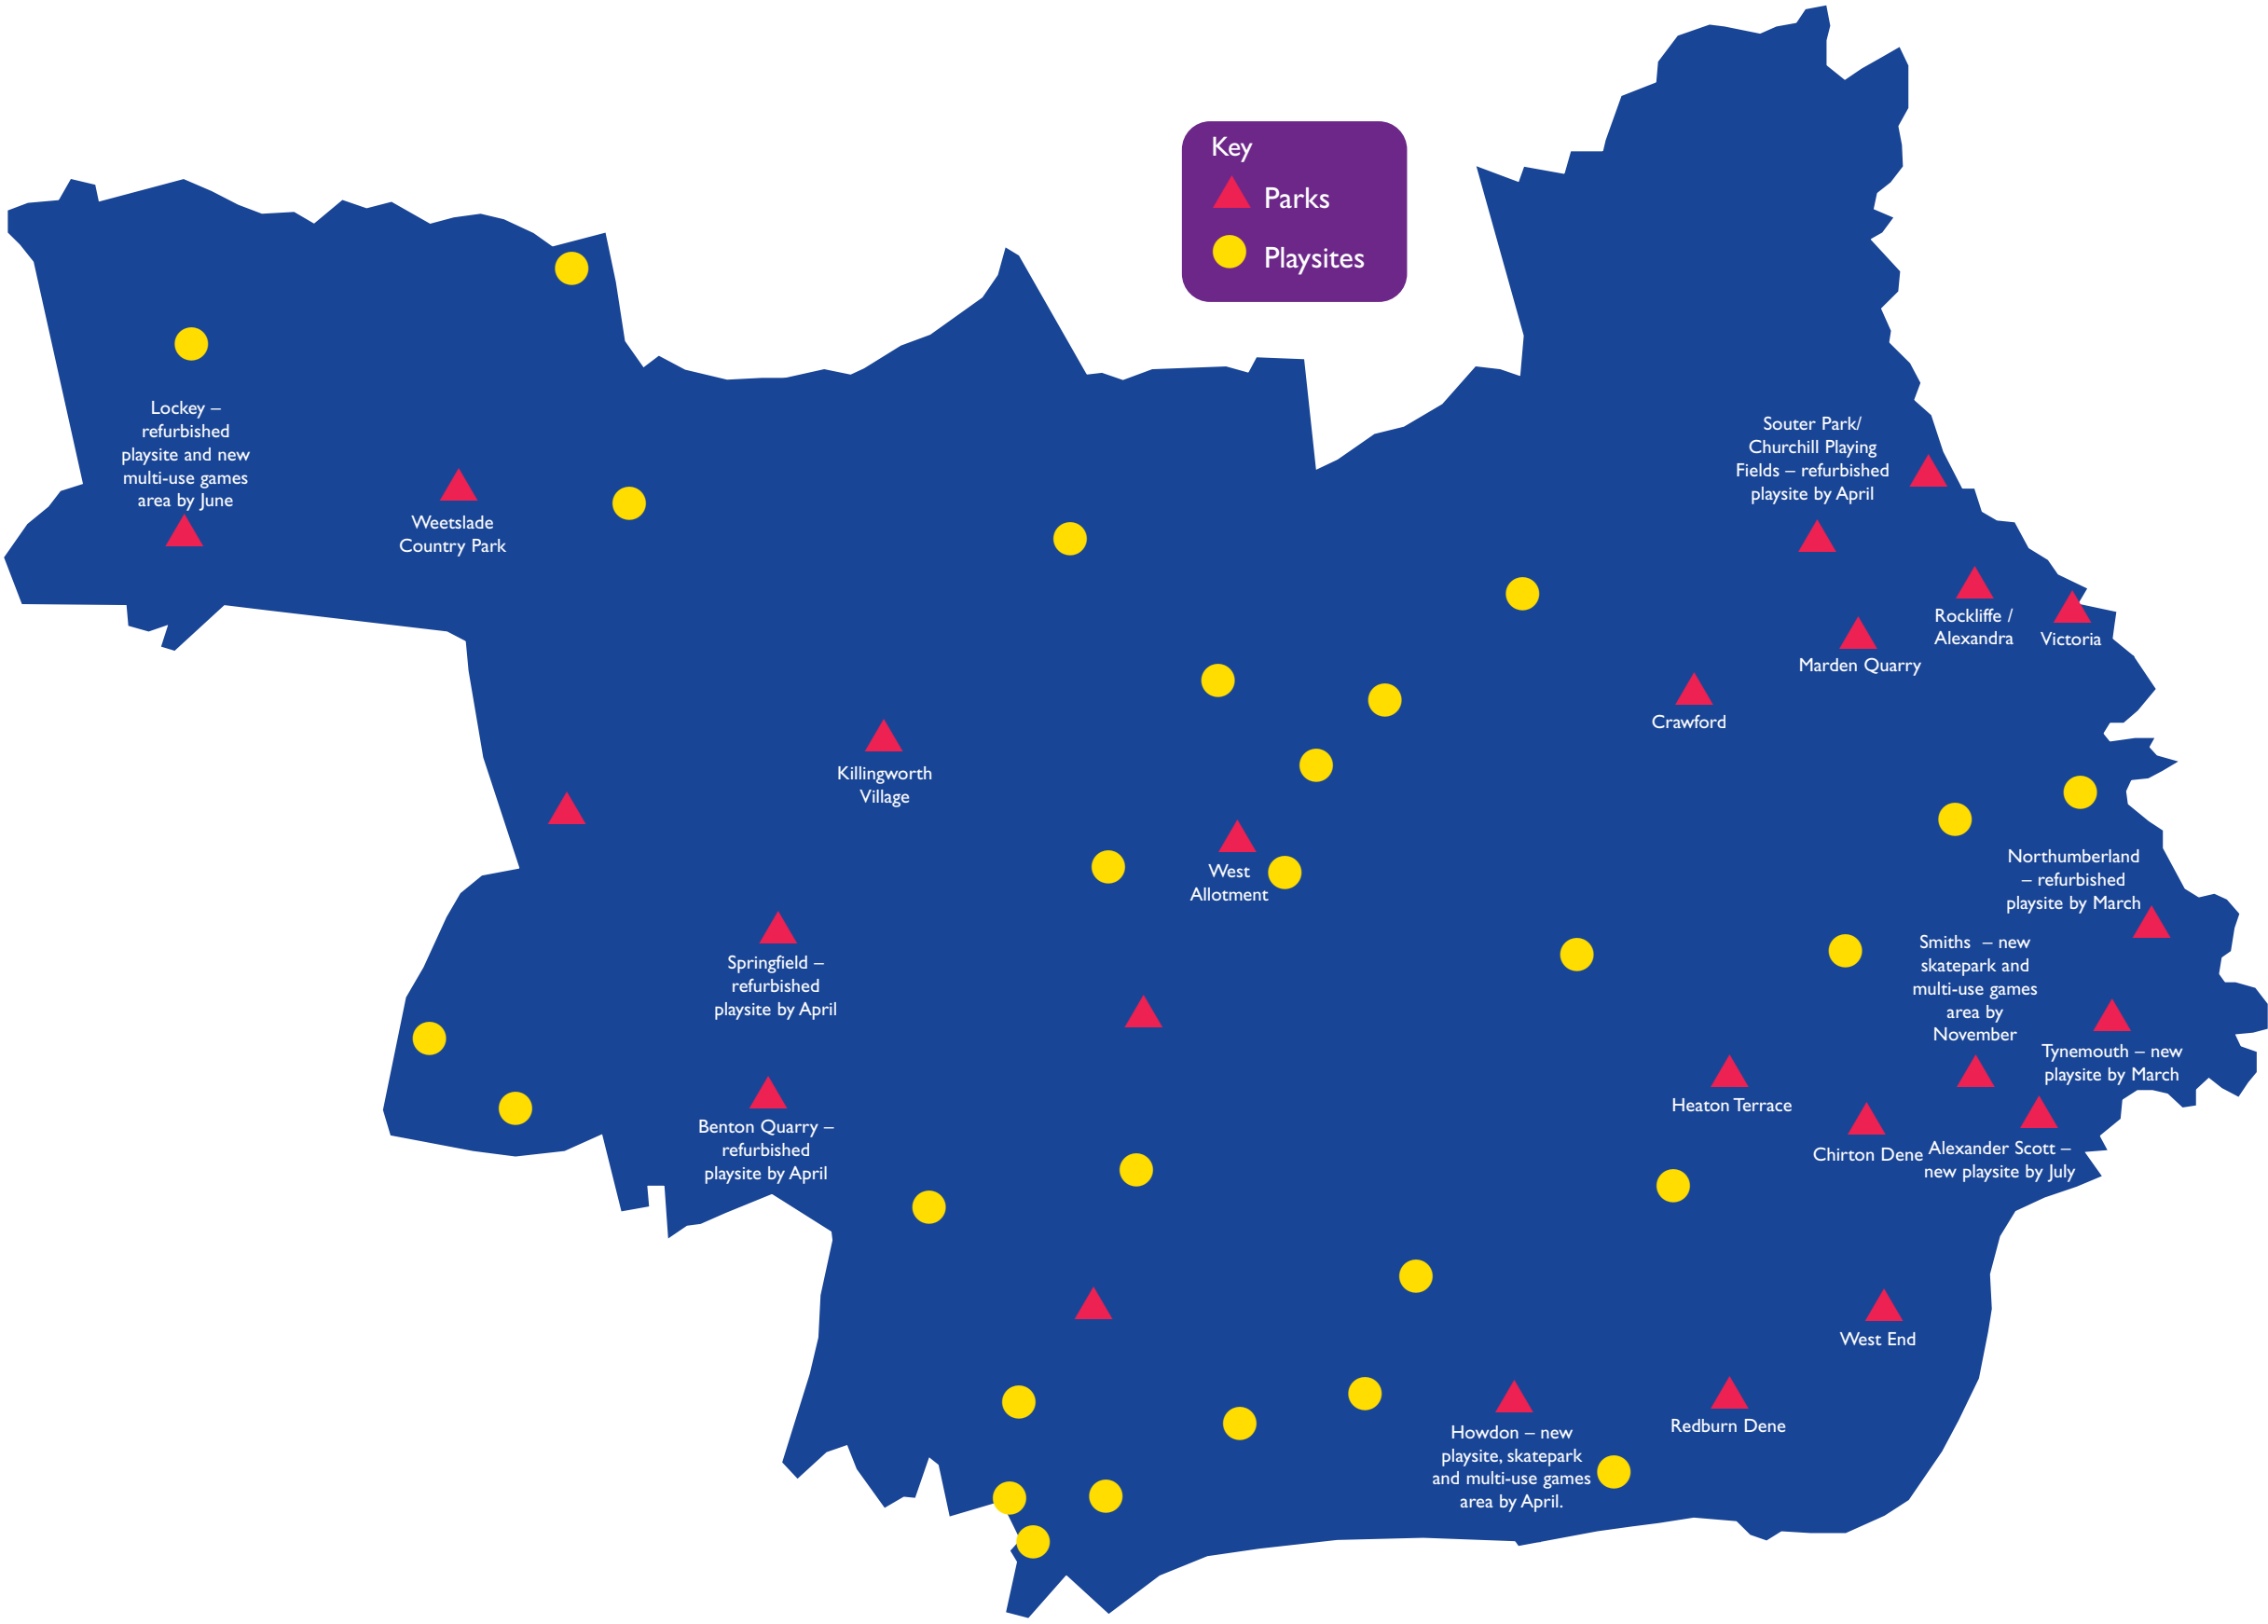 Key
Parks
Playsites
Lockey –
refurbished
playsite and new
multi-use games
area by June
Weetslade
Country Park
Souter Park/
Churchill Playing
Fields – refurbished
playsite by April
Rockliffe /
Alexandra
Victoria
Marden Quarry
Crawford
Killingworth
Village
West
Allotment
Northumberland
– refurbished
playsite by March
Smiths – new
skatepark and
multi-use games
area by
November
Springfield –
refurbished
playsite by April
Tynemouth – new
playsite by March
Heaton Terrace
Benton Quarry –
refurbished
playsite by April
Chirton Dene
Alexander Scott –
new playsite by July
West End
Redburn Dene
Howdon – new
playsite, skatepark
and multi-use games
area by April.